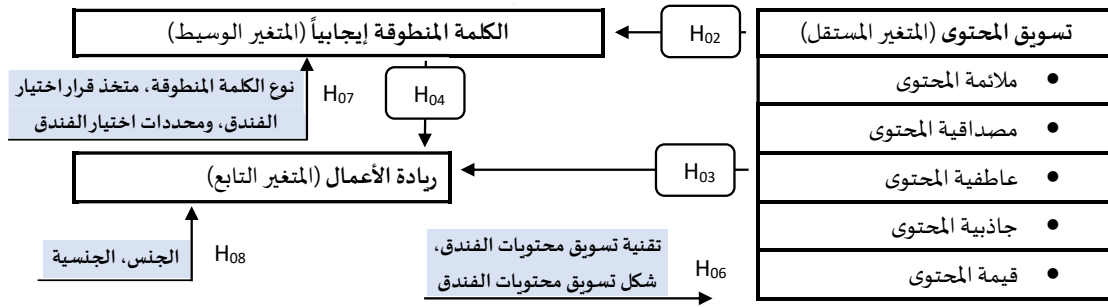 تسويق المحتوى (المتغير المستقل)
• ملائمة المحتوى
• مصداقية المحتوى
• عاطفية المحتوى
• جاذبية المحتوى
• قيمة المحتوى
H02
الكلمة المنطوقة إيجابياً (المتغير الوسيط)
H04
H07
نوع الكلمة المنطوقة، متخذ قرار اختيار
الفندق، ومحددات اختيار الفندق
H03
ريادة الأعمال (المتغير التابع)
H08
الجنس، الجنسية
H06
تقنية تسويق محتويات الفندق،
شكل تسويق محتويات الفندق